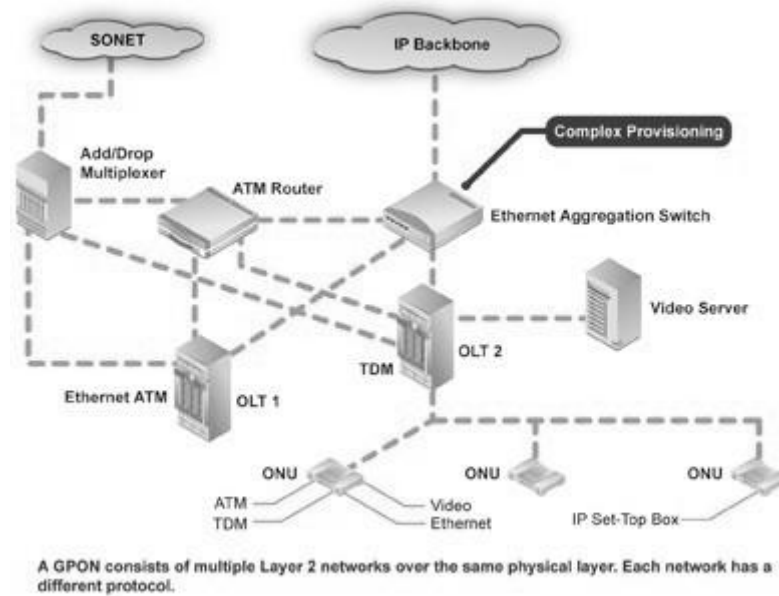 SONET
IP Backbone
Complex Provisioning
Add/Drop
Multiplexer
ATM Router
Ethernet Aggregation Switch
Video Server
OLT 2
TDM
Ethernet ATM
OLT 1
ONU
ONU
ONU
ATM
Video
TDM
Ethernet
IP Set-Top Box
A GPON consists of multiple Layer 2 networks over the same physical layer. Each network has a
different protocol.